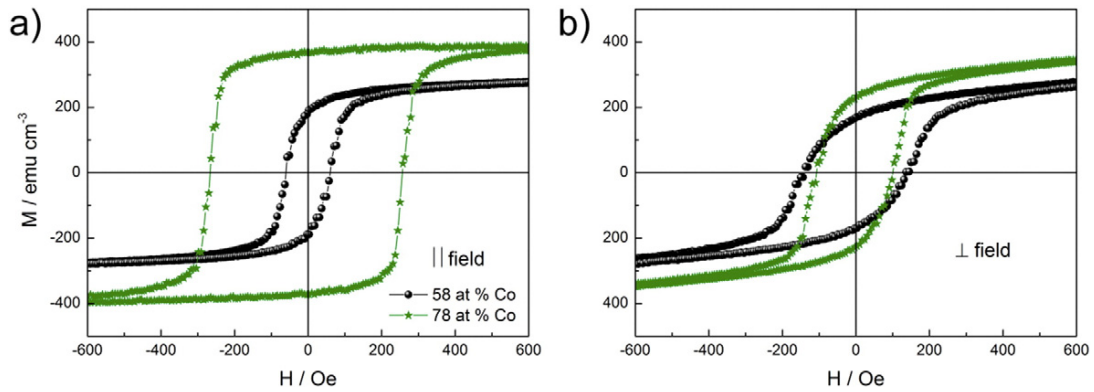 a)
M / emu cm⁻³
400
200
0
-200
-400
|| field
58 at % Co
78 at % Co
-600 -400 -200 0 200 400 600
H / Oe
b)
400
200
0
-200
-400
⊥ field
-600 -400 -200 0 200 400 600
H / Oe